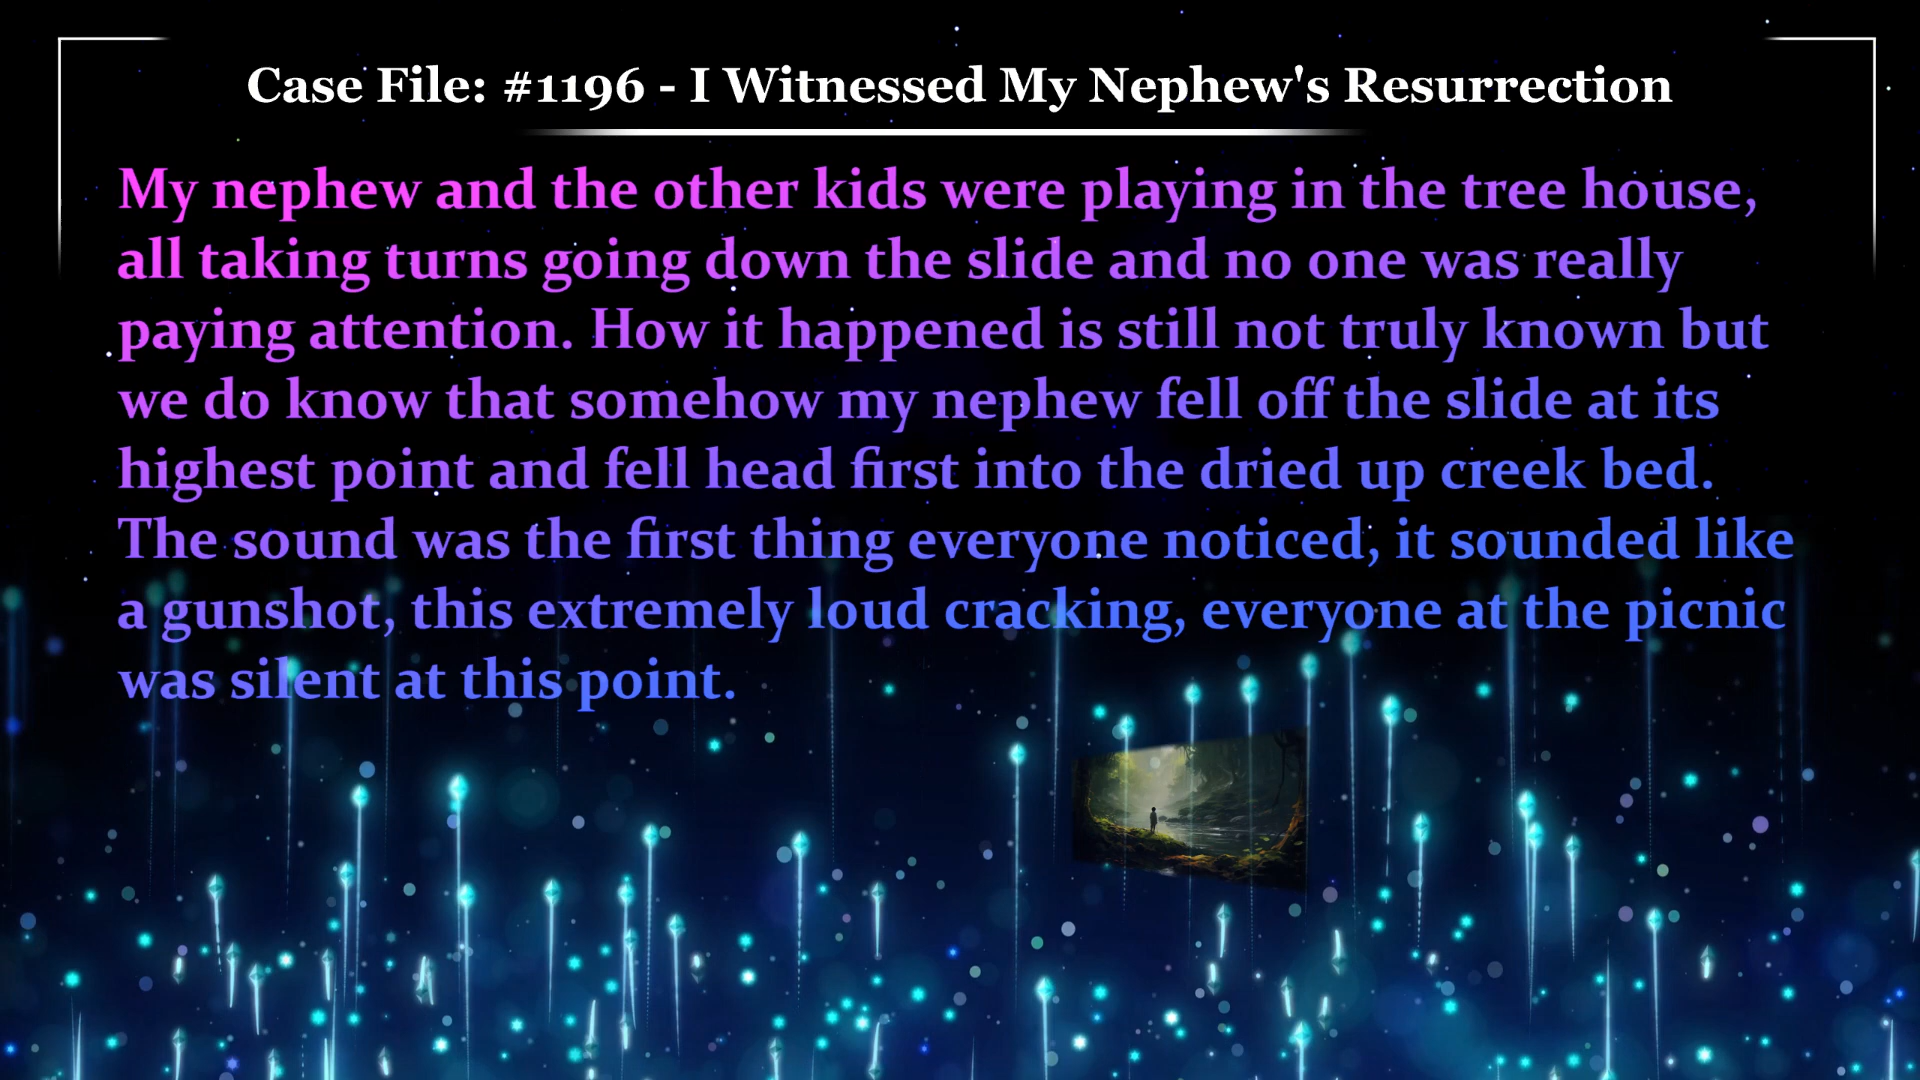 Case File: #1196 - I Witnessed My Nephew's Resurrection
My nephew and the other kids were playing in the tree house,
all taking turns going down the slide and no one was really
paying attention. How it happened is still not truly known but
we do know that somehow my nephew fell off the slide at its
highest point and fell head first into the dried up creek bed.
The sound was the first thing everyone noticed, it sounded like
a gunshot, this extremely loud cracking, everyone at the picnic
was silent at this point.